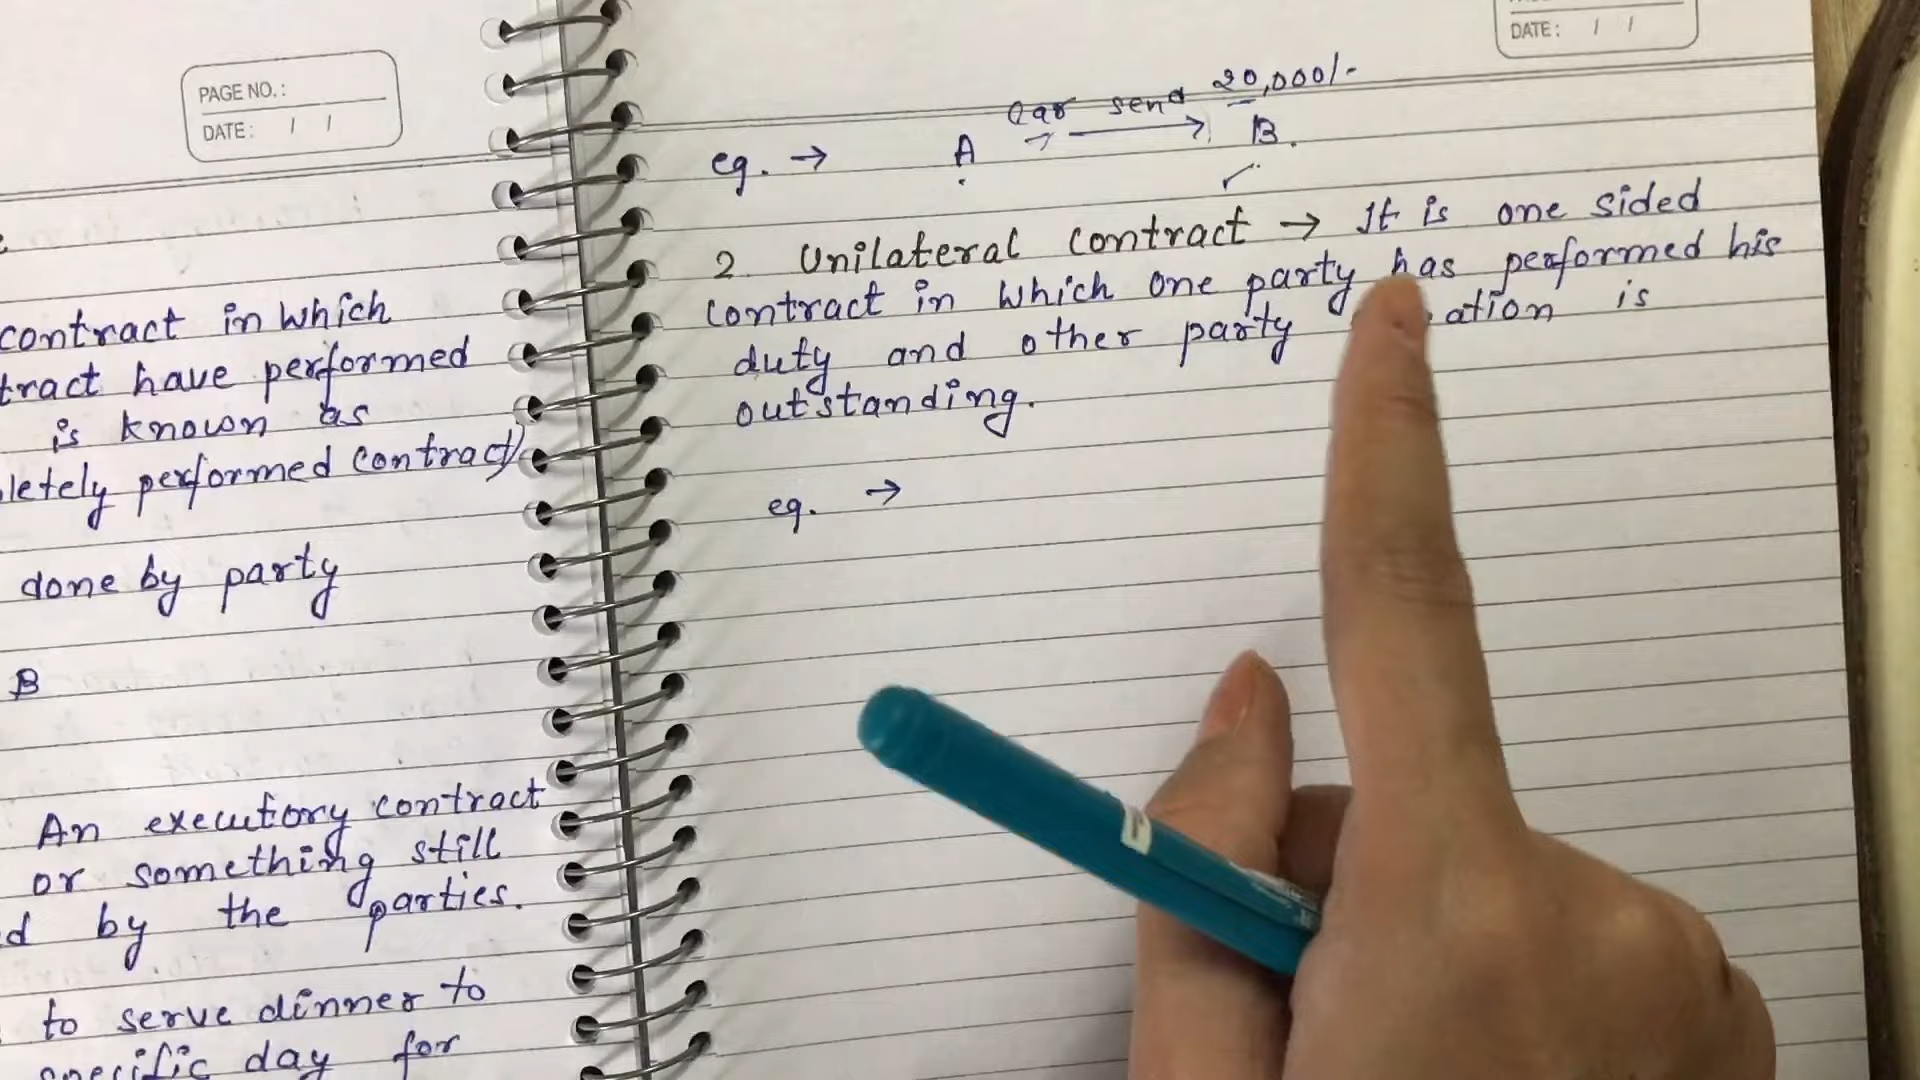 PAGE NO.:
DATE: / /
contract in which
tract have performed
is known as
letely performed contract)
done by party
B
An executory contract
or something still
d by the parties.
to serve dinner to
specific day for
DATE: / /
Car send 20,000/-
eg. → A → B.
2. Unilateral contract → It is one sided
contract in which one party has performed his
duty and other party ation is
outstanding.
eg. →